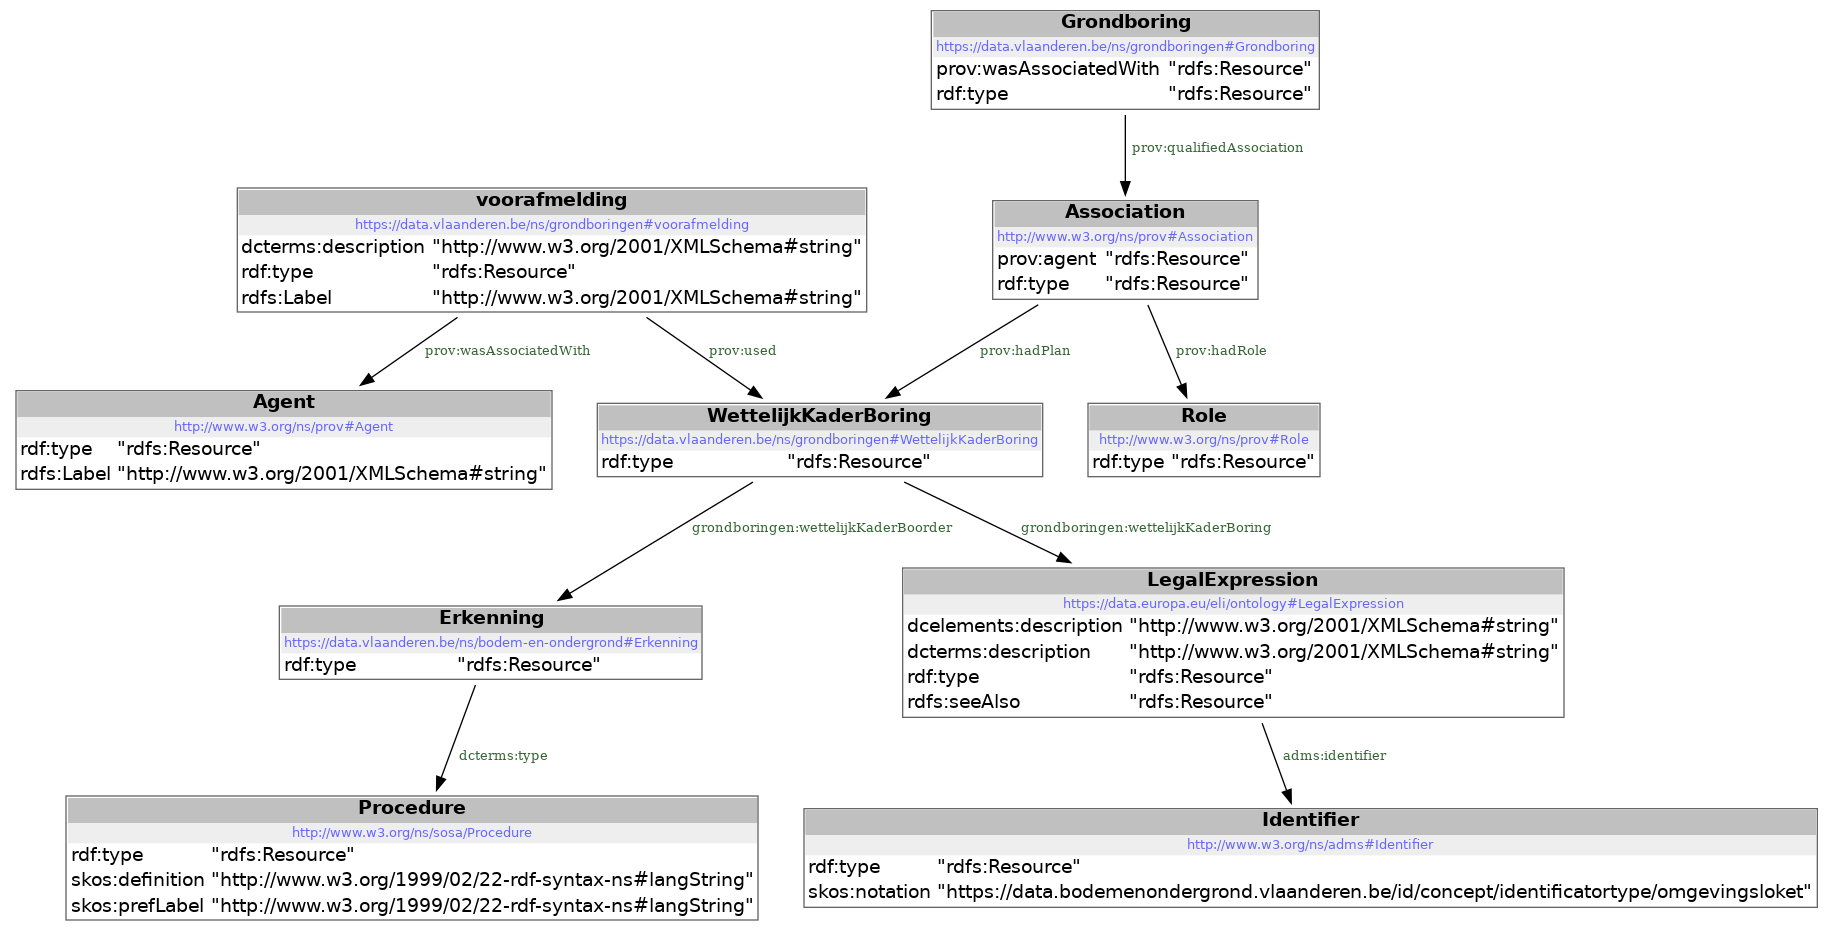 Grondboring
https://data.vlaanderen.be/ns/grondboringen#Grondboring
prov:wasAssociatedWith "rdfs:Resource"
rdf:type "rdfs:Resource"
prov:qualifiedAssociation
voorafmelding
https://data.vlaanderen.be/ns/grondboringen#voorafmelding
dcterms:description "http://www.w3.org/2001/XMLSchema#string"
rdf:type "rdfs:Resource"
rdfs:Label "http://www.w3.org/2001/XMLSchema#string"
Association
http://www.w3.org/ns/prov#Association
prov:agent "rdfs:Resource"
rdf:type "rdfs:Resource"
prov:wasAssociatedWith
prov:used
prov:hadPlan
prov:hadRole
Agent
http://www.w3.org/ns/prov#Agent
rdf:type "rdfs:Resource"
rdfs:Label "http://www.w3.org/2001/XMLSchema#string"
WettelijkKaderBoring
https://data.vlaanderen.be/ns/grondboringen#WettelijkKaderBoring
rdf:type "rdfs:Resource"
Role
http://www.w3.org/ns/prov#Role
rdf:type "rdfs:Resource"
grondboringen:wettelijkKaderBoorder
grondboringen:wettelijkKaderBoring
Erkenning
https://data.vlaanderen.be/ns/bodem-en-ondergrond#Erkenning
rdf:type "rdfs:Resource"
LegalExpression
https://data.europa.eu/eli/ontology#LegalExpression
dcelements:description "http://www.w3.org/2001/XMLSchema#string"
dcterms:description "http://www.w3.org/2001/XMLSchema#string"
rdf:type "rdfs:Resource"
rdfs:seeAlso "rdfs:Resource"
dcterms:type
adms:identifier
Procedure
http://www.w3.org/ns/sosa/Procedure
rdf:type "rdfs:Resource"
skos:definition "http://www.w3.org/1999/02/22-rdf-syntax-ns#langString"
skos:prefLabel "http://www.w3.org/1999/02/22-rdf-syntax-ns#langString"
Identifier
http://www.w3.org/ns/adms#Identifier
rdf:type "rdfs:Resource"
skos:notation "https://data.bodemenondergrond.vlaanderen.be/id/concept/identificatortype/omgevingsloket"